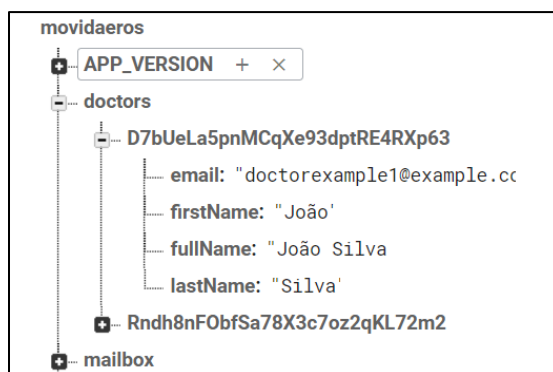 movidaeros
APP_VERSION + ×
doctors
D7bUeLa5pnMCqXe93dptRE4RXp63
email: "doctorexample1@example.cc
firstName: "João'
fullName: "João Silva
lastName: "Silva'
Rndh8nFObfSa78X3c7oz2qKL72m2
mailbox